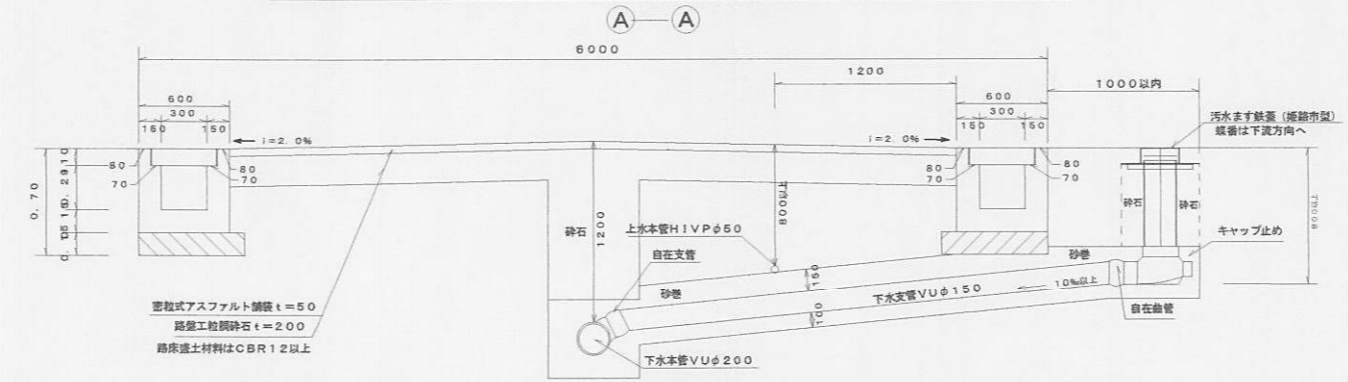 A — A
6000
1200
1000以内
600
300
150 150
600
300
150 150
i=2.0%
i=2.0%
汚水ます鉄蓋(姫路市型)
蝶番は下流方向へ
80
70
80
70
80
70
80
70
0.70
砕石
1200
800以下
上水本管HIVPφ50
自在支管
砕石
砕石
800以下
キャップ止め
砂巻
砂巻
150
100
下水支管VUφ150
10‰以上
自在曲管
密粒式アスファルト舗装t=50
路盤工粒調砕石t=200
路床盛土材料はCBR12以上
下水本管VUφ200